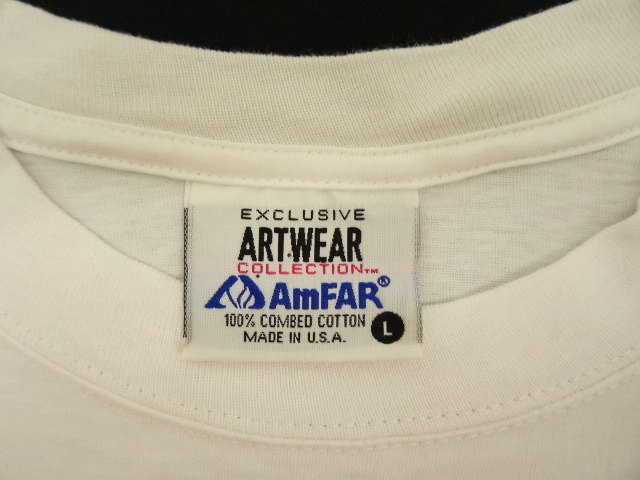 EXCLUSIVE
ART.WEAR
COLLECTION™
AmFAR
100% COMBED COTTON L
MADE IN U.S.A.